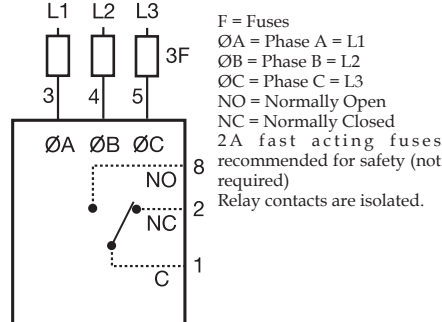 L1 L2 L3
3F
3 4 5
ØA ØB ØC
8
NO
2
NC
1
C
F = Fuses
ØA = Phase A = L1
ØB = Phase B = L2
ØC = Phase C = L3
NO = Normally Open
NC = Normally Closed
2A fast acting fuses
recommended for safety (not
required)
Relay contacts are isolated.